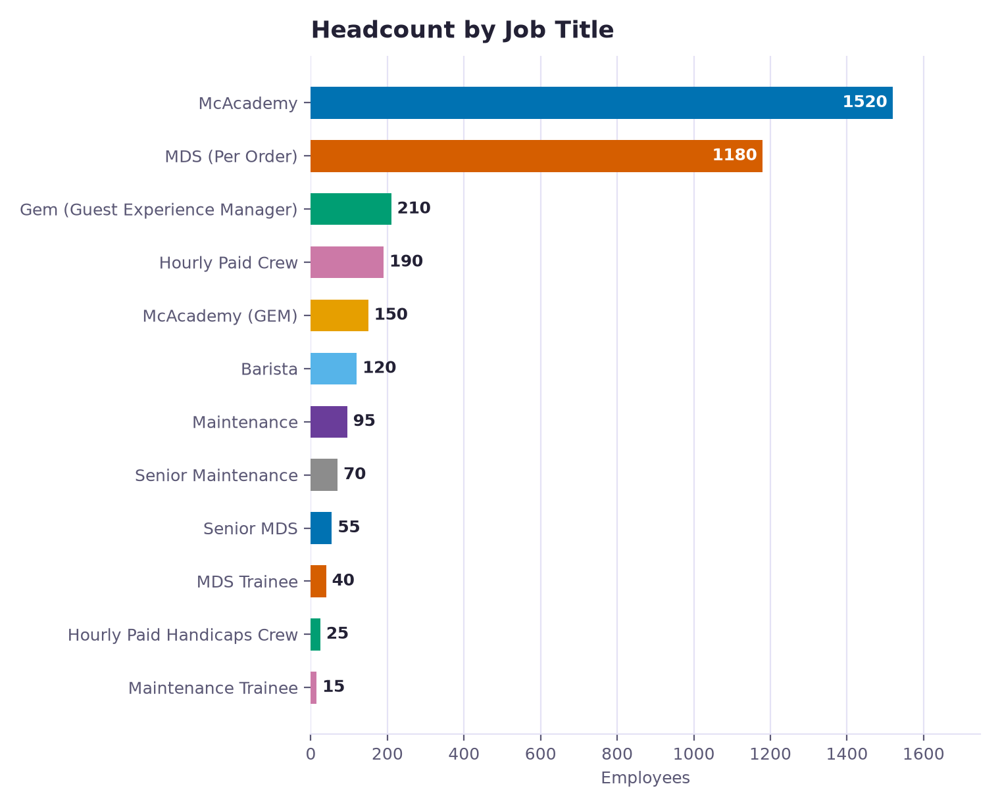 Headcount by Job Title
McAcademy 1520
MDS (Per Order) 1180
Gem (Guest Experience Manager) 210
Hourly Paid Crew 190
McAcademy (GEM) 150
Barista 120
Maintenance 95
Senior Maintenance 70
Senior MDS 55
MDS Trainee 40
Hourly Paid Handicaps Crew 25
Maintenance Trainee 15
0 200 400 600 800 1000 1200 1400 1600
Employees